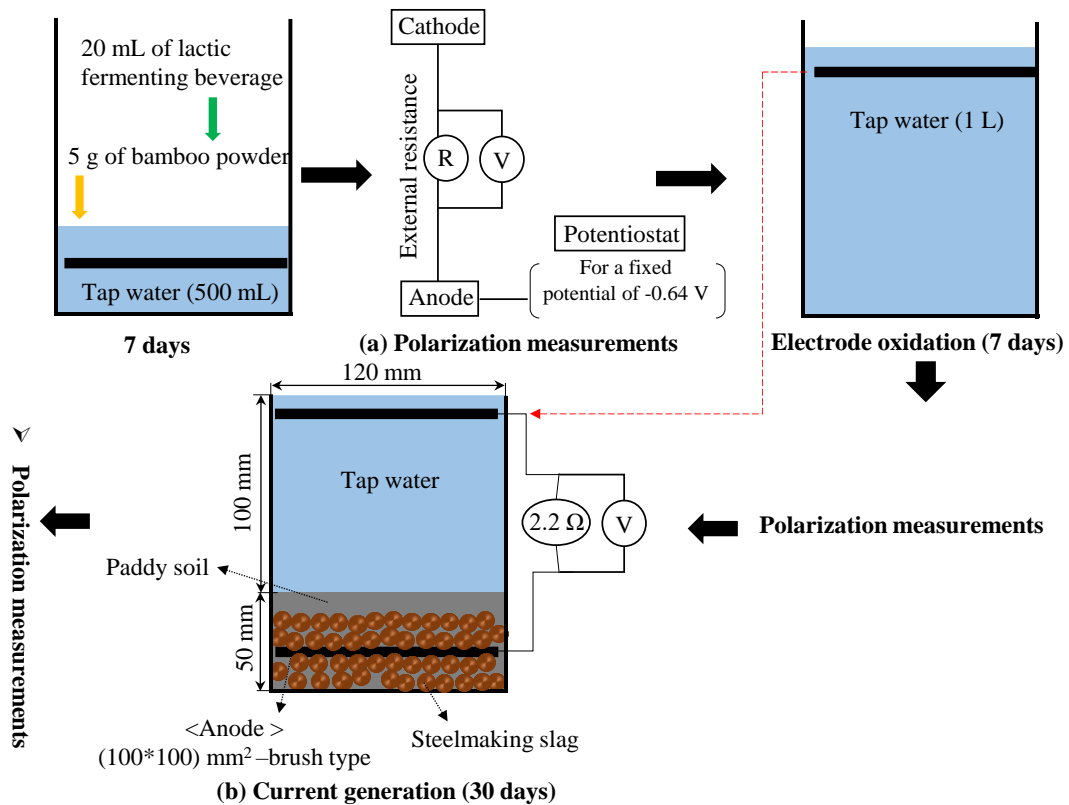 20 mL of lactic
fermenting beverage
5 g of bamboo powder
Tap water (500 mL)
7 days
Cathode
External resistance
R
V
Potentiostat
For a fixed
potential of -0.64 V
Anode
(a) Polarization measurements
Tap water (1 L)
Electrode oxidation (7 days)
120 mm
100 mm
50 mm
Tap water
2.2 Ω
V
Polarization measurements
Paddy soil
<Anode >
(100*100) mm² –brush type
Steelmaking slag
(b) Current generation (30 days)
➢ Polarization measurements